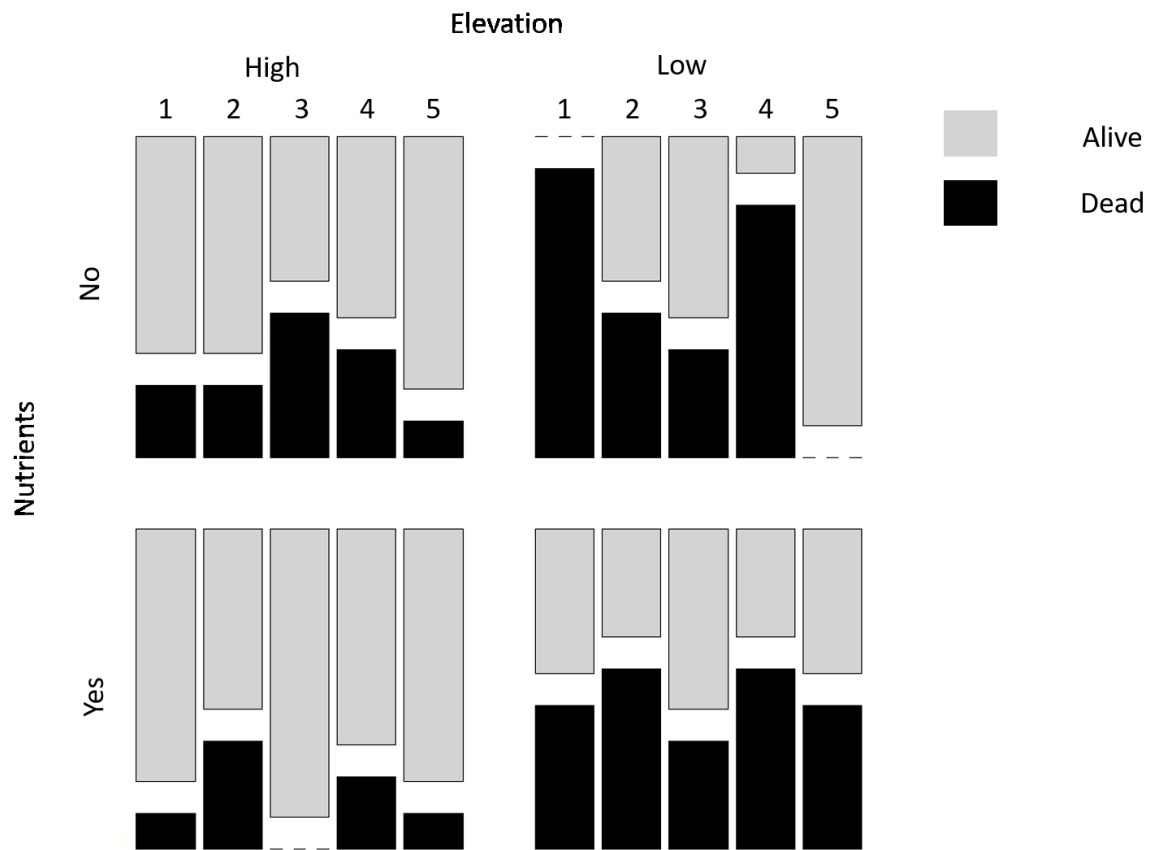 Elevation
High
Low
1 2 3 4 5
1 2 3 4 5
Alive
Dead
Nutrients
No
Yes